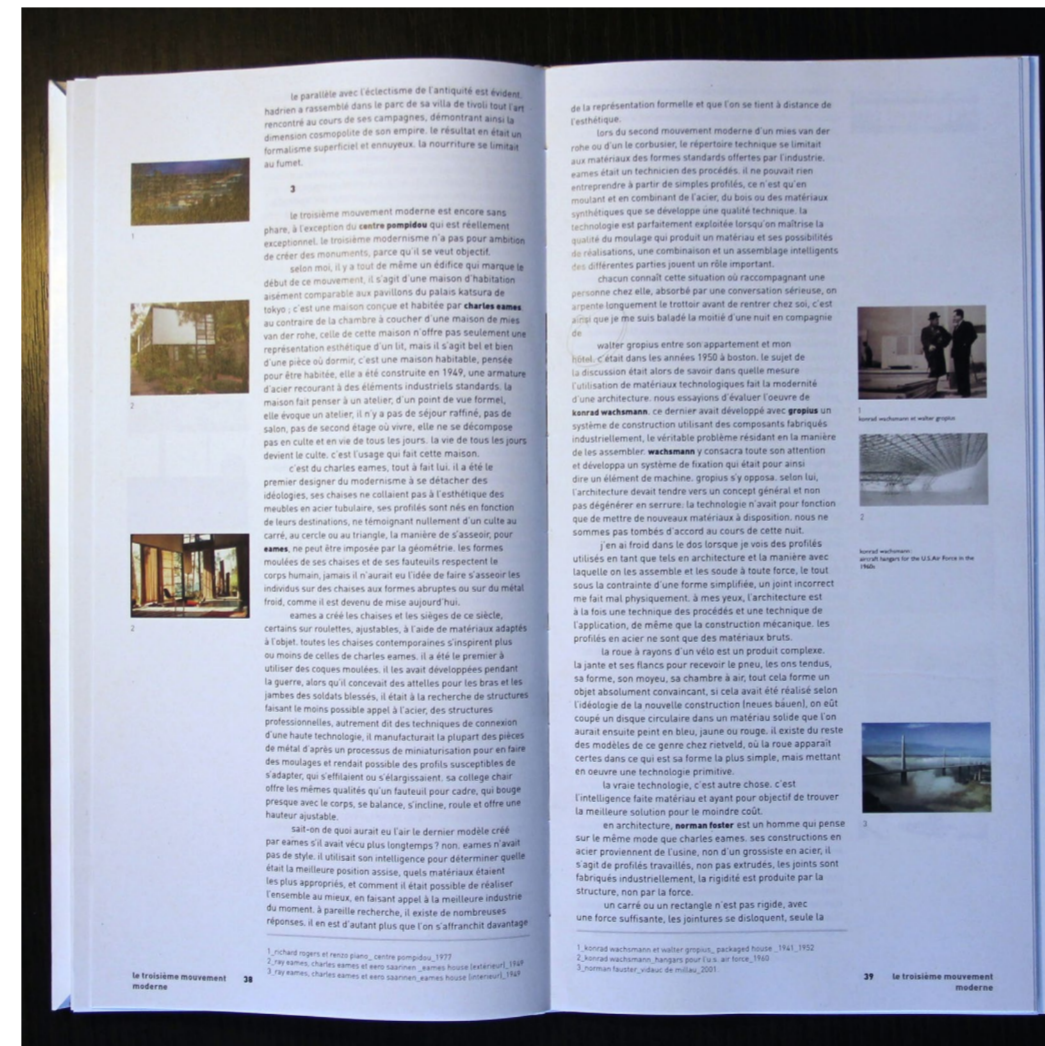 le parallèle avec l'éclectisme de l'antiquité est évident,
hadrien a rassemblé dans le parc de sa villa de tivoli tout l'art
rencontré au cours de ses campagnes, démontrant ainsi la
dimension cosmopolite de son empire. le résultat en était un
formalisme superficiel et ennuyeux. la nourriture se limitait
au fumet.
3
le troisième mouvement moderne est encore sans
phare, à l'exception du centre pompidou qui est réellement
exceptionnel. le troisième modernisme n'a pas pour ambition
de créer des monuments, parce qu'il se veut objectif.
selon moi, il y a tout de même un édifice qui marque le
début de ce mouvement, il s'agit d'une maison d'habitation
aisément comparable aux pavillons du palais katsura de
tokyo ; c'est une maison conçue et habitée par charles eames.
au contraire de la chambre à coucher d'une maison de mies
van der rohe, celle de cette maison n'offre pas seulement une
représentation esthétique d'un lit, mais il s'agit bel et bien
d'une pièce où dormir, c'est une maison habitable, pensée
pour être habitée, elle a été construite en 1949, une armature
d'acier recourant à des éléments industriels standards. la
maison fait penser à un atelier, d'un point de vue formel,
elle évoque un atelier, il n'y a pas de séjour raffiné, pas de
salon, pas de second étage où vivre, elle ne se décompose
pas en culte et en vie de tous les jours. la vie de tous les jours
devient le culte. c'est l'usage qui fait cette maison.
c'est du charles eames, tout à fait lui. il a été le
premier designer du modernisme à se détacher des
idéologies, ses chaises ne collaient pas à l'esthétique des
meubles en acier tubulaire, ses profilés sont nés en fonction
de leurs destinations, ne témoignant nullement d'un culte au
carré, au cercle ou au triangle, la manière de s'asseoir, pour
eames, ne peut être imposée par la géométrie. les formes
moulées de ses chaises et de ses fauteuils respectent le
corps humain, jamais il n'aurait eu l'idée de faire s'asseoir les
individus sur des chaises aux formes abruptes ou sur du métal
froid, comme il est devenu de mise aujourd'hui.
eames a créé les chaises et les sièges de ce siècle,
certains sur roulettes, ajustables, à l'aide de matériaux adaptés
à l'objet. toutes les chaises contemporaines s'inspirent plus
ou moins de celles de charles eames. il a été le premier à
utiliser des coques moulées. il les avait développées pendant
la guerre, alors qu'il concevait des attelles pour les bras et les
jambes des soldats blessés, il était à la recherche de structures
faisant le moins possible appel à l'acier, des structures
professionnelles, autrement dit des techniques de connexion
d'une haute technologie, il manufacturait la plupart des pièces
de métal d'après un processus de miniaturisation pour en faire
des moulages et rendait possible des profils susceptibles de
s'adapter, qui s'effilaient ou s'élargissaient. sa college chair
offre les mêmes qualités qu'un fauteuil pour cadre, qui bouge
presque avec le corps, se balance, s'incline, roule et offre une
hauteur ajustable.
sait-on de quoi aurait eu l'air le dernier modèle créé
par eames s'il avait vécu plus longtemps ? non. eames n'avait
pas de style. il utilisait son intelligence pour déterminer quelle
était la meilleure position assise, quels matériaux étaient
les plus appropriés, et comment il était possible de réaliser
l'ensemble au mieux, en faisant appel à la meilleure industrie
du moment. à pareille recherche, il existe de nombreuses
réponses, il en est d'autant plus que l'on s'affranchit davantage
1_richard rogers et renzo piano_ centre pompidou_1977
2_ray eames, charles eames et eero saarinen _eames house (extérieur)_1949
3_ray eames, charles eames et eero saarinen_eames house (interieur)_1949
1
2
2
le troisième mouvement 38
moderne
de la représentation formelle et que l'on se tient à distance de
l'esthétique.
lors du second mouvement moderne d'un mies van der
rohe ou d'un le corbusier, le répertoire technique se limitait
aux matériaux des formes standards offertes par l'industrie.
eames était un technicien des procédés. il ne pouvait rien
entreprendre à partir de simples profilés, ce n'est qu'en
moulant et en combinant de l'acier, du bois ou des matériaux
synthétiques que se développe une qualité technique. la
technologie est parfaitement exploitée lorsqu'on maîtrise la
qualité du moulage qui produit un matériau et ses possibilités
de réalisations, une combinaison et un assemblage intelligents
des différentes parties jouent un rôle important.
chacun connaît cette situation où raccompagnant une
personne chez elle, absorbé par une conversation sérieuse, on
arpente longuement le trottoir avant de rentrer chez soi, c'est
ainsi que je me suis baladé la moitié d'une nuit en compagnie
de
walter gropius entre son appartement et mon
hôtel. c'était dans les années 1950 à boston. le sujet de
la discussion était alors de savoir dans quelle mesure
l'utilisation de matériaux technologiques fait la modernité
d'une architecture. nous essayions d'évaluer l'oeuvre de
konrad wachsmann. ce dernier avait développé avec gropius un
système de construction utilisant des composants fabriqués
industriellement, le véritable problème résidant en la manière
de les assembler. wachsmann y consacra toute son attention
et développa un système de fixation qui était pour ainsi
dire un élément de machine. gropius s'y opposa. selon lui,
l'architecture devait tendre vers un concept général et non
pas dégénérer en serrure. la technologie n'avait pour fonction
que de mettre de nouveaux matériaux à disposition. nous ne
sommes pas tombés d'accord au cours de cette nuit.
j'en ai froid dans le dos lorsque je vois des profilés
utilisés en tant que tels en architecture et la manière avec
laquelle on les assemble et les soude à toute force, le tout
sous la contrainte d'une forme simplifiée, un joint incorrect
me fait mal physiquement. à mes yeux, l'architecture est
à la fois une technique des procédés et une technique de
l'application, de même que la construction mécanique. les
profilés en acier ne sont que des matériaux bruts.
la roue à rayons d'un vélo est un produit complexe.
la jante et ses flancs pour recevoir le pneu, les ons tendus,
sa forme, son moyeu, sa chambre à air, tout cela forme un
objet absolument convaincant, si cela avait été réalisé selon
l'idéologie de la nouvelle construction (neues báuen), on eût
coupé un disque circulaire dans un matériau solide que l'on
aurait ensuite peint en bleu, jaune ou rouge. il existe du reste
des modèles de ce genre chez rietveld, où la roue apparaît
certes dans ce qui est sa forme la plus simple, mais mettant
en oeuvre une technologie primitive.
la vraie technologie, c'est autre chose. c'est
l'intelligence faite matériau et ayant pour objectif de trouver
la meilleure solution pour le moindre coût.
en architecture, norman foster est un homme qui pense
sur le même mode que charles eames. ses constructions en
acier proviennent de l'usine, non d'un grossiste en acier, il
s'agit de profilés travaillés, non pas extrudés, les joints sont
fabriqués industriellement, la rigidité est produite par la
structure, non par la force.
un carré ou un rectangle n'est pas rigide, avec
une force suffisante, les jointures se disloquent, seule la
1_konrad wachsmann et walter gropius_ packaged house _1941_1952
2_konrad wachsmann_hangars pour l'u.s. air force_1960
3_norman fauster_vidauc de millau_2001.
1
konrad wachsmann et walter gropius
2
konrad wachsmann:
aircraft hangars for the U.S.Air Force in the
1960s
3
39 le troisième mouvement
moderne